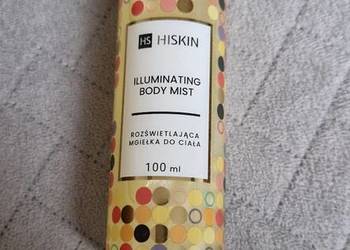 HS HISKIN
ILLUMINATING
BODY MIST
ROZŚWIETLAJĄCA
MGIEŁKA DO CIAŁA
100 ml